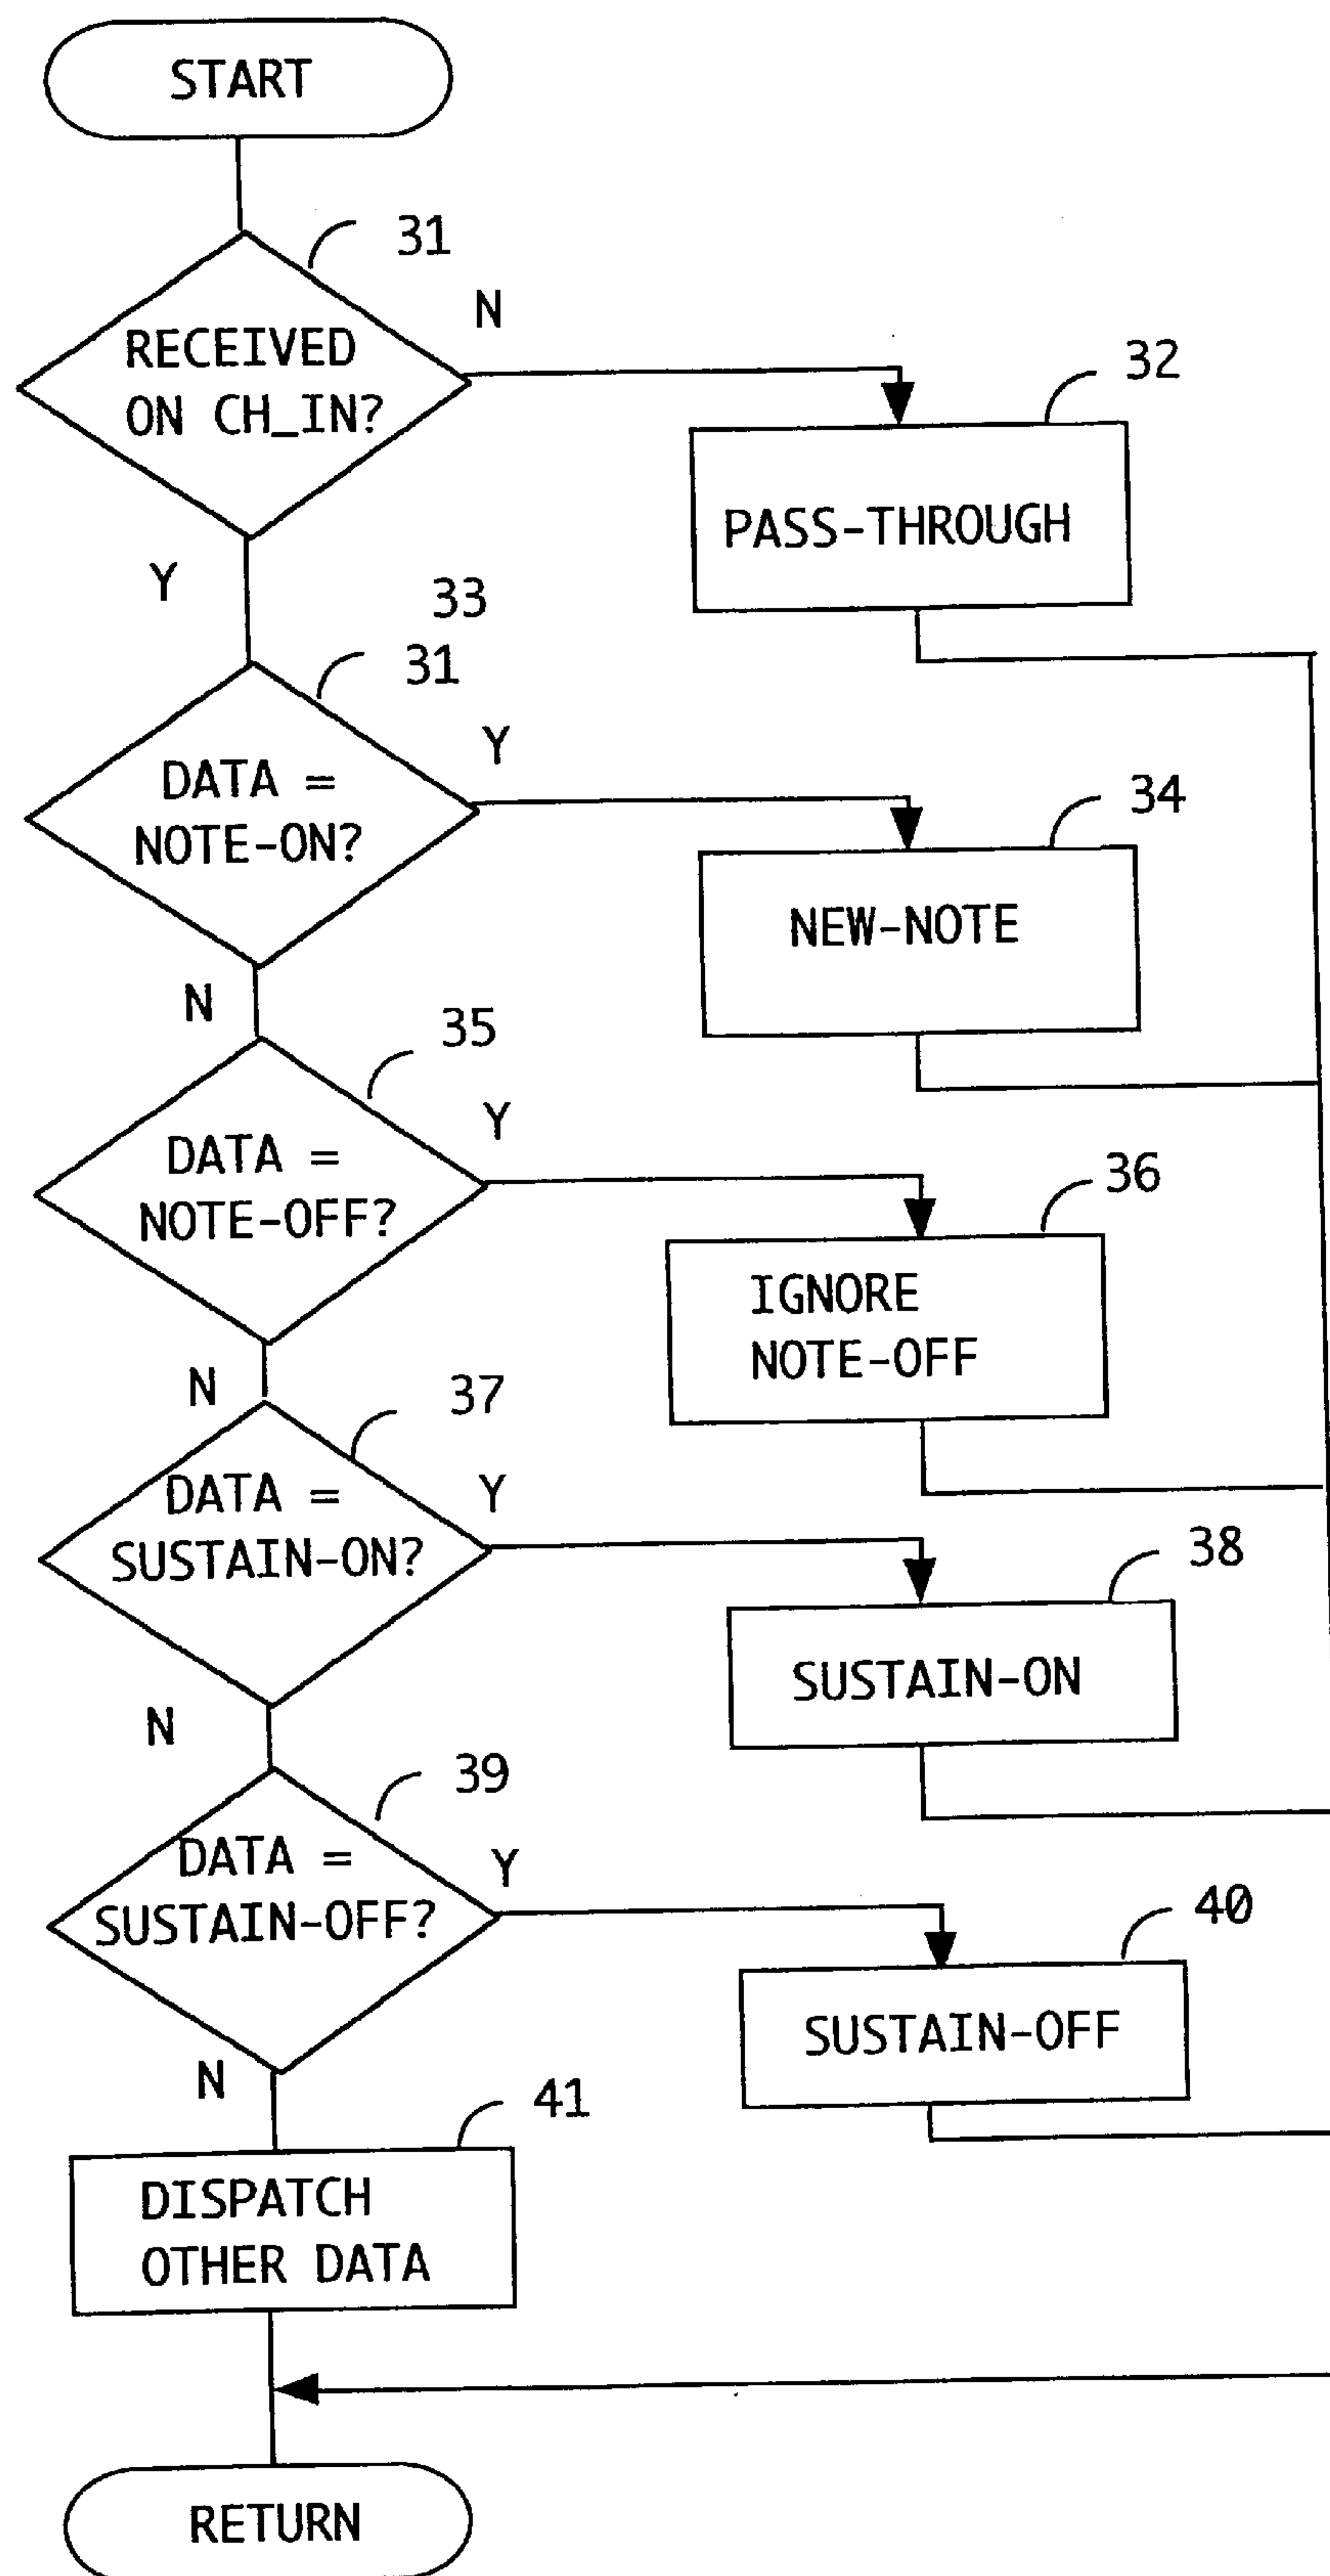 START
31
N
RECEIVED
ON CH_IN?
32
PASS-THROUGH
Y
33
31
Y
DATA =
NOTE-ON?
34
NEW-NOTE
N
35
Y
DATA =
NOTE-OFF?
36
IGNORE
NOTE-OFF
N
37
Y
DATA =
SUSTAIN-ON?
38
SUSTAIN-ON
N
39
Y
DATA =
SUSTAIN-OFF?
40
SUSTAIN-OFF
N
41
DISPATCH
OTHER DATA
RETURN